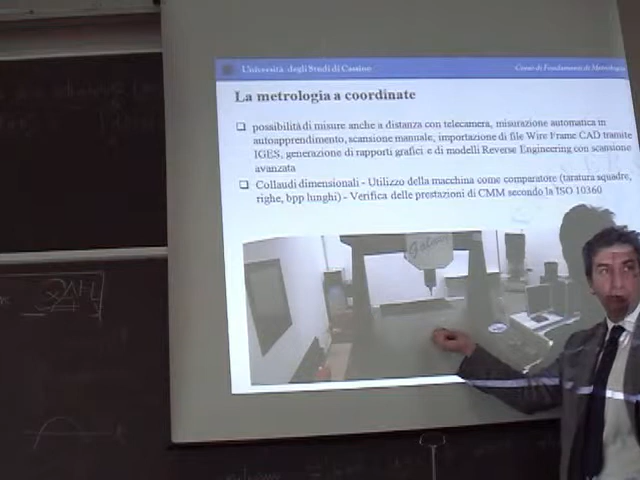 Università degli Studi di Cassino
Corso di Fondamenti di Metrologia
La metrologia a coordinate
possibilità di misure anche a distanza con telecamera, misurazione automatica in
autoapprendimento, scansione manuale, importazione di file Wire Frame CAD tramite
IGES, generazione di rapporti grafici e di modelli Reverse Engineering con scansione
avanzata
Collaudi dimensionali - Utilizzo della macchina come comparatore (taratura squadre,
righe, bpp lunghi) - Verifica delle prestazioni di CMM secondo la ISO 10360